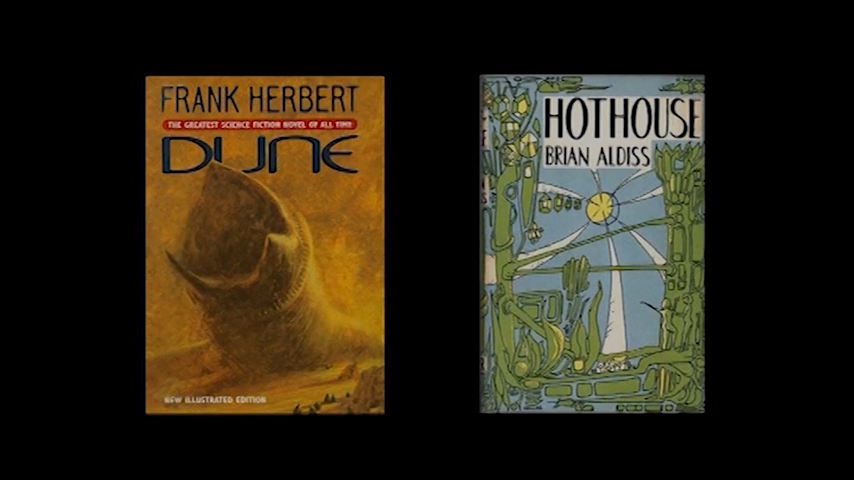 FRANK HERBERT
THE GREATEST SCIENCE FICTION NOVEL OF ALL TIME
DUNE
NEW ILLUSTRATED EDITION
HOTHOUSE
BRIAN ALDISS